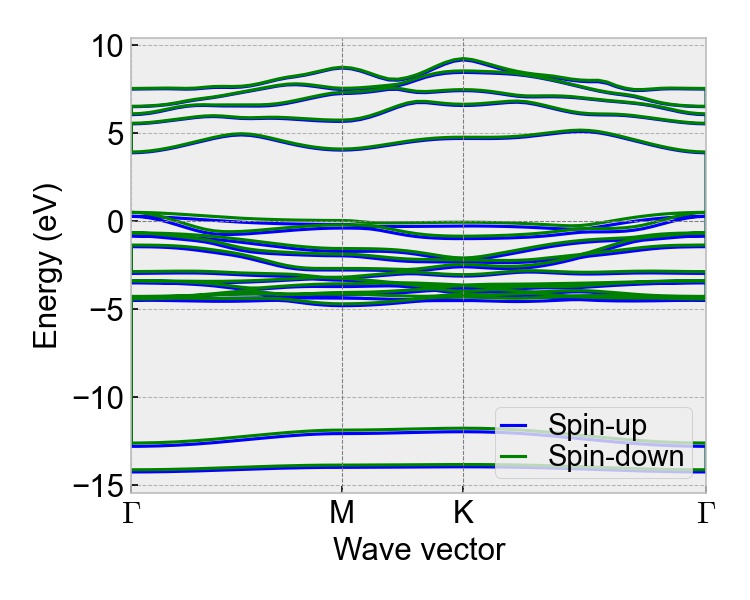 10
5
0
−5
−10
−15
Energy (eV)
Spin-up
Spin-down
Γ M K Γ
Wave vector